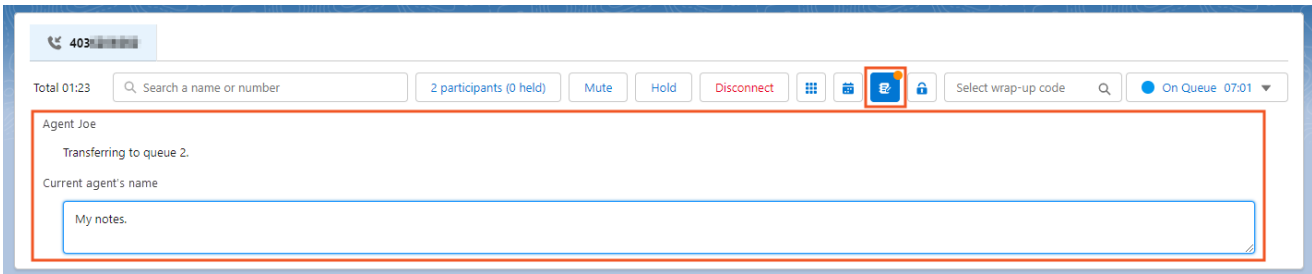 403
Total 01:23 Search a name or number 2 participants (0 held) Mute Hold Disconnect Select wrap-up code On Queue 07:01
Agent Joe
Transferring to queue 2.
Current agent's name
My notes.